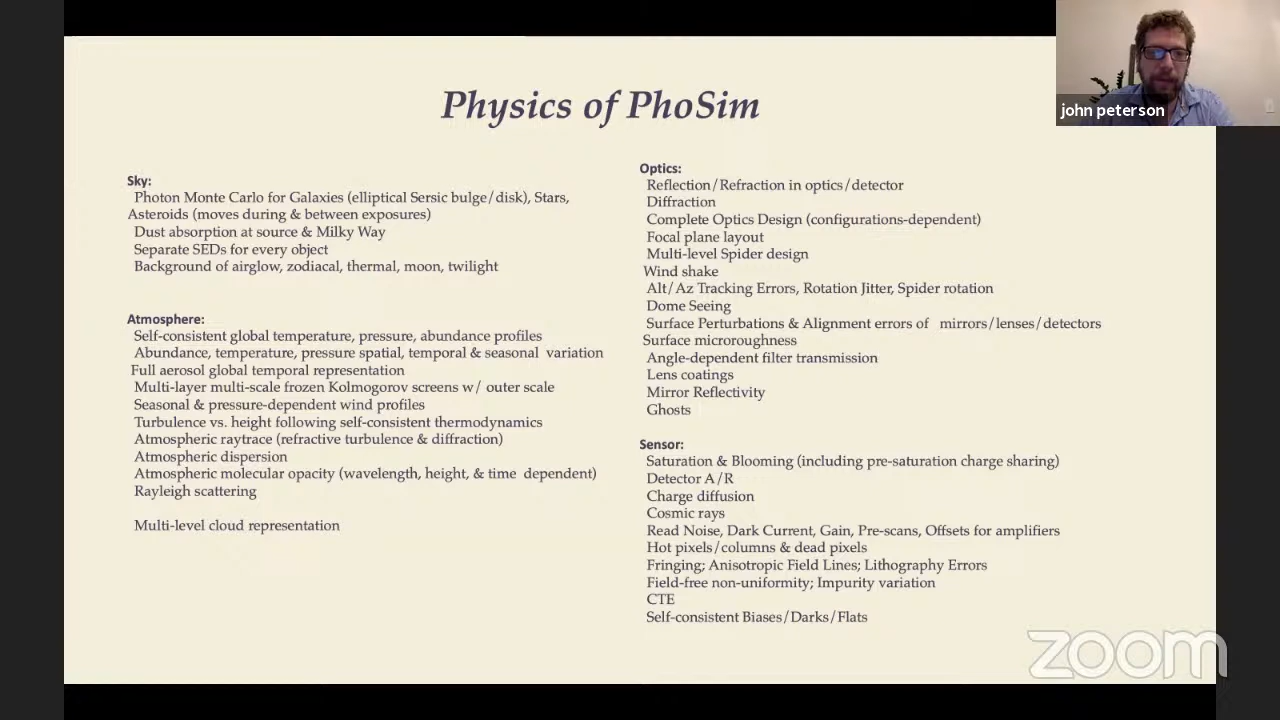 Physics of PhoSim
john peterson
Sky:
Photon Monte Carlo for Galaxies (elliptical Sersic bulge/disk), Stars,
Asteroids (moves during & between exposures)
Dust absorption at source & Milky Way
Separate SEDs for every object
Background of airglow, zodiacal, thermal, moon, twilight
Atmosphere:
Self-consistent global temperature, pressure, abundance profiles
Abundance, temperature, pressure spatial, temporal & seasonal variation
Full aerosol global temporal representation
Multi-layer multi-scale frozen Kolmogorov screens w/ outer scale
Seasonal & pressure-dependent wind profiles
Turbulence vs. height following self-consistent thermodynamics
Atmospheric raytrace (refractive turbulence & diffraction)
Atmospheric dispersion
Atmospheric molecular opacity (wavelength, height, & time dependent)
Rayleigh scattering
Multi-level cloud representation
Optics:
Reflection/Refraction in optics/detector
Diffraction
Complete Optics Design (configurations-dependent)
Focal plane layout
Multi-level Spider design
Wind shake
Alt/Az Tracking Errors, Rotation Jitter, Spider rotation
Dome Seeing
Surface Perturbations & Alignment errors of mirrors/lenses/detectors
Surface microroughness
Angle-dependent filter transmission
Lens coatings
Mirror Reflectivity
Ghosts
Sensor:
Saturation & Blooming (including pre-saturation charge sharing)
Detector A/R
Charge diffusion
Cosmic rays
Read Noise, Dark Current, Gain, Pre-scans, Offsets for amplifiers
Hot pixels/columns & dead pixels
Fringing; Anisotropic Field Lines; Lithography Errors
Field-free non-uniformity; Impurity variation
CTE
Self-consistent Biases/Darks/Flats
zoom